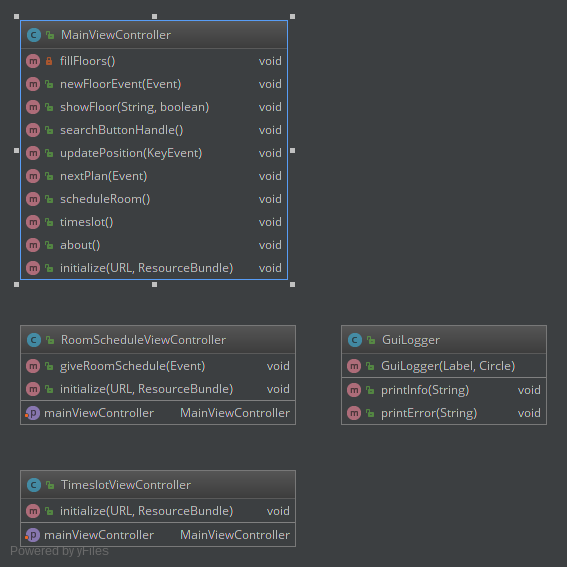 MainViewController
fillFloors() void
newFloorEvent(Event) void
showFloor(String, boolean) void
searchButtonHandle() void
updatePosition(KeyEvent) void
nextPlan(Event) void
scheduleRoom() void
timeslot() void
about() void
initialize(URL, ResourceBundle) void
RoomScheduleViewController
giveRoomSchedule(Event) void
initialize(URL, ResourceBundle) void
mainViewController MainViewController
GuiLogger
GuiLogger(Label, Circle)
printInfo(String) void
printError(String) void
TimeslotViewController
initialize(URL, ResourceBundle) void
mainViewController MainViewController
Powered by yFiles